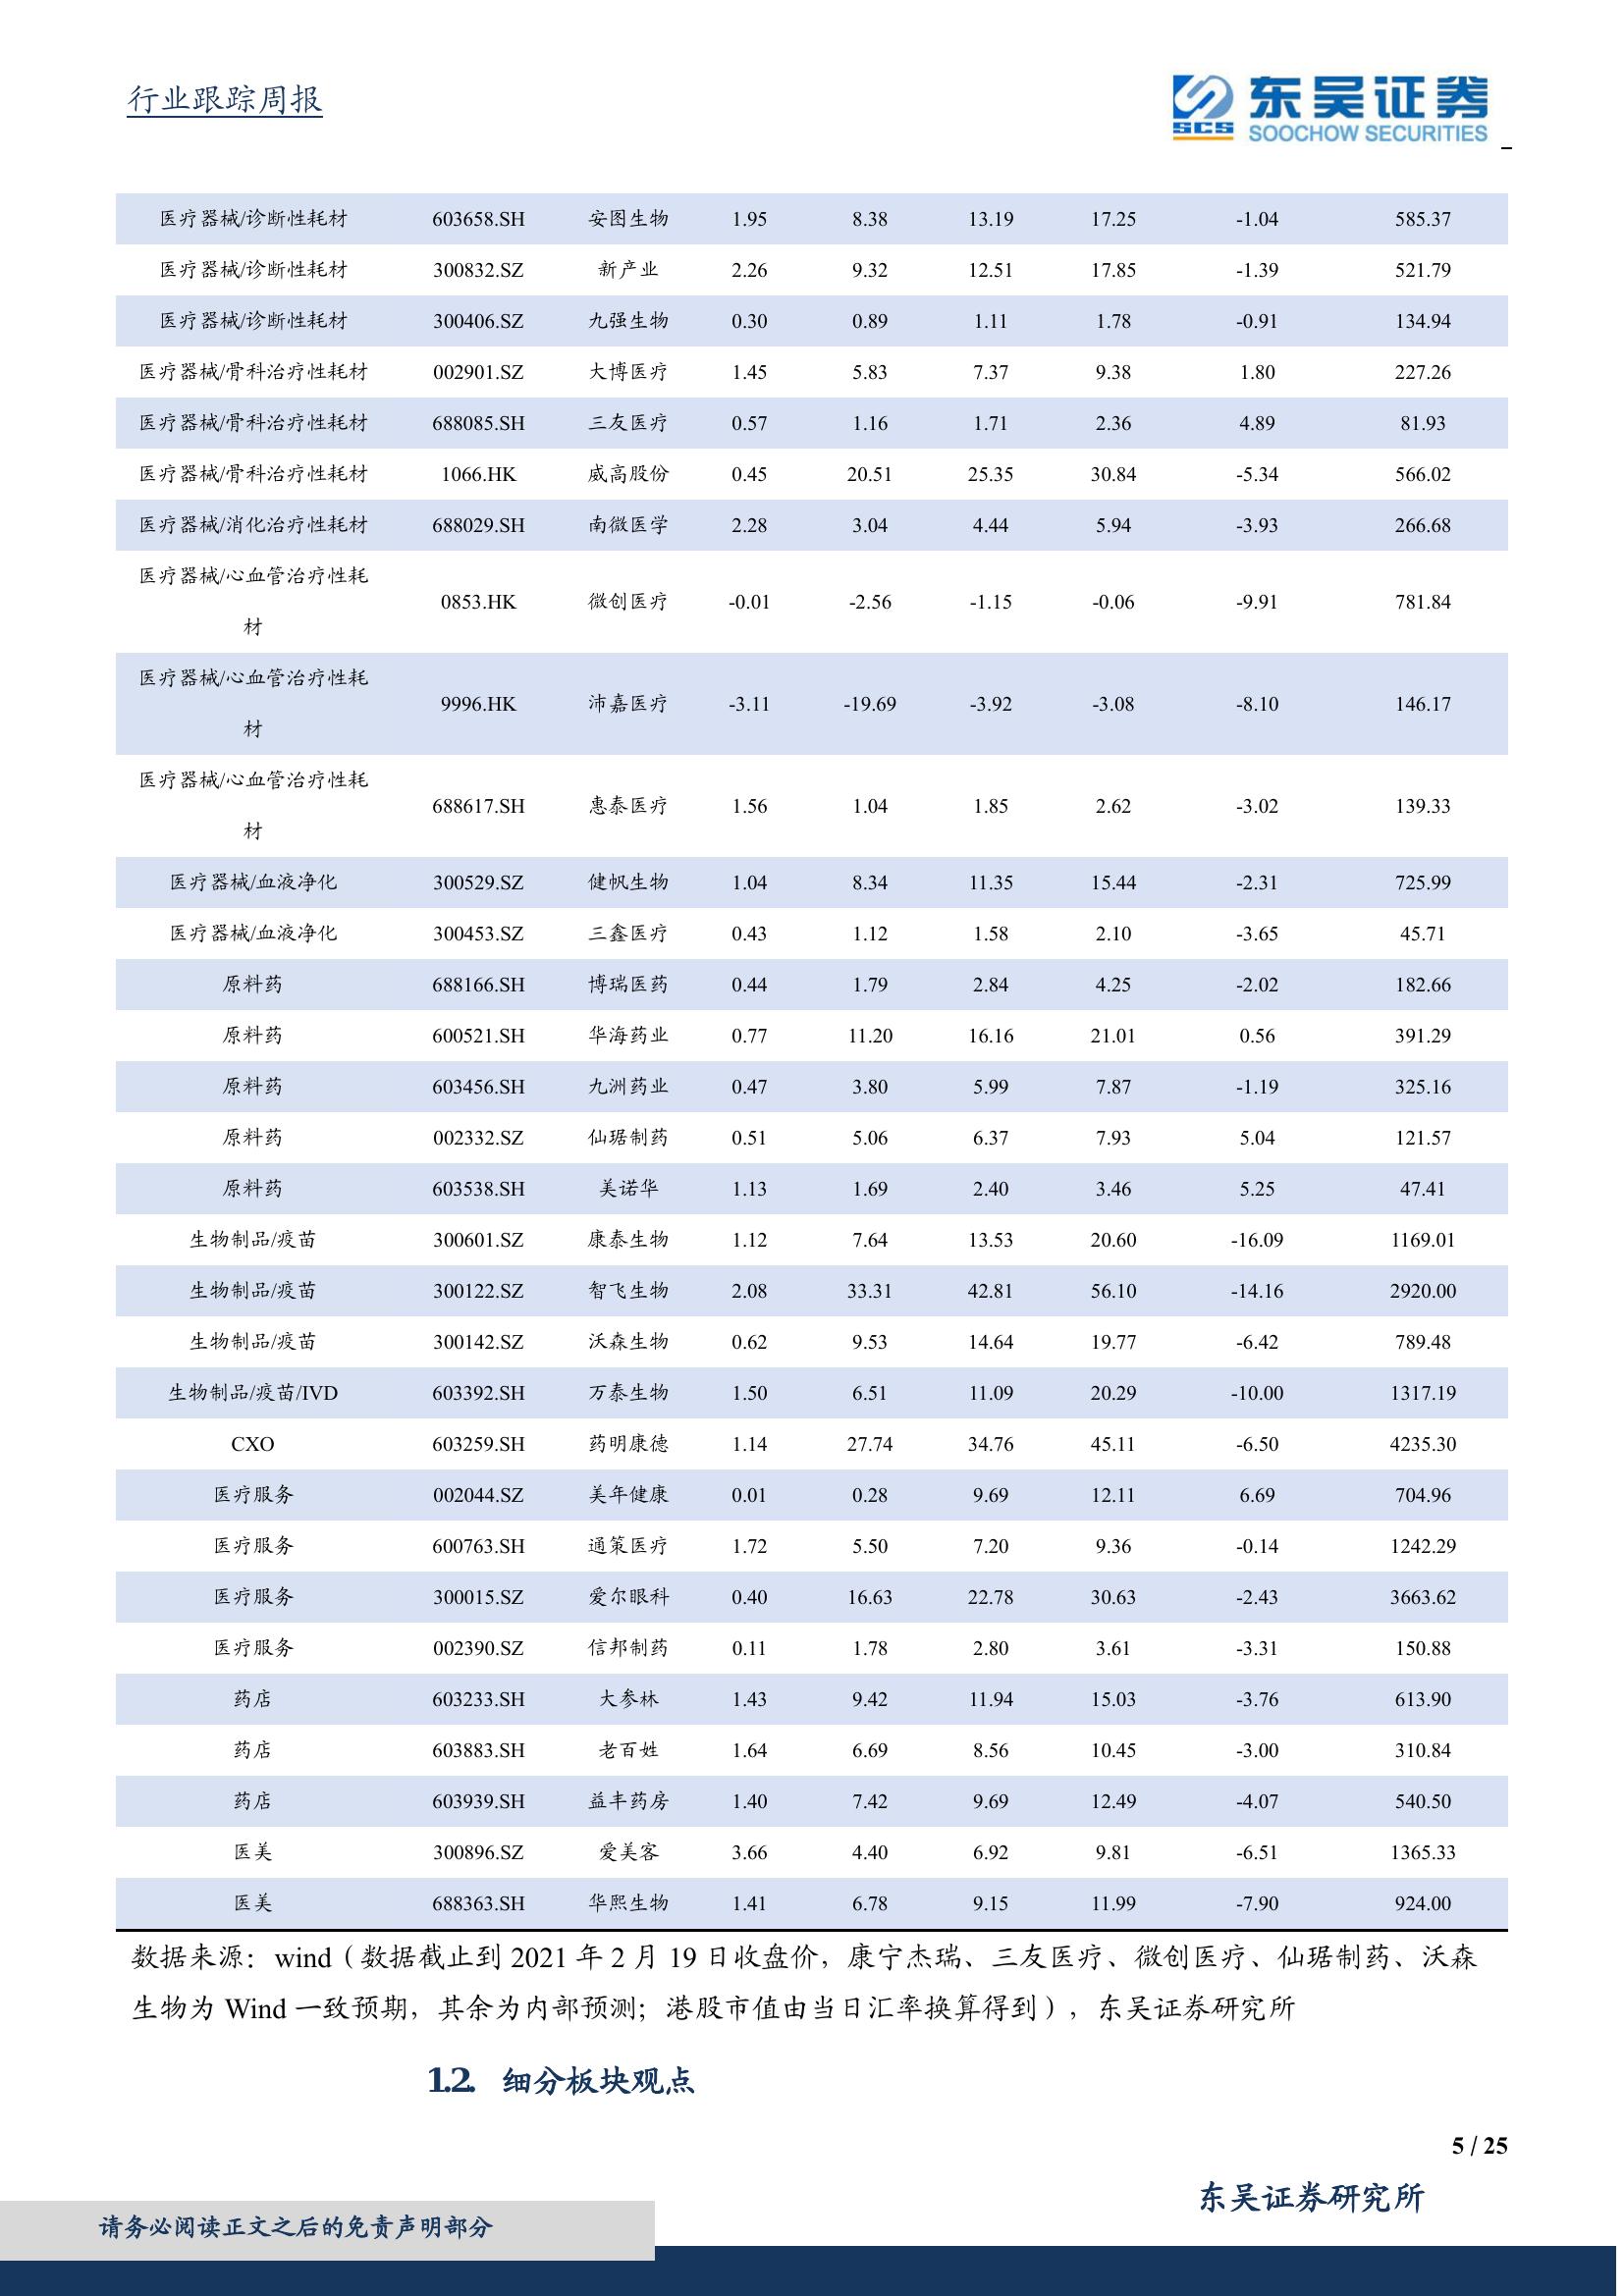 行业跟踪周报
东吴证券
SCS
SOOCHOW SECURITIES
医疗器械/诊断性耗材 603658.SH 安图生物 1.95 8.38 13.19 17.25 -1.04 585.37
医疗器械/诊断性耗材 300832.SZ 新产业 2.26 9.32 12.51 17.85 -1.39 521.79
医疗器械/诊断性耗材 300406.SZ 九强生物 0.30 0.89 1.11 1.78 -0.91 134.94
医疗器械/骨科治疗性耗材 002901.SZ 大博医疗 1.45 5.83 7.37 9.38 1.80 227.26
医疗器械/骨科治疗性耗材 688085.SH 三友医疗 0.57 1.16 1.71 2.36 4.89 81.93
医疗器械/骨科治疗性耗材 1066.HK 威高股份 0.45 20.51 25.35 30.84 -5.34 566.02
医疗器械/消化治疗性耗材 688029.SH 南微医学 2.28 3.04 4.44 5.94 -3.93 266.68
医疗器械/心血管治疗性耗
材 0853.HK 微创医疗 -0.01 -2.56 -1.15 -0.06 -9.91 781.84
医疗器械/心血管治疗性耗
材 9996.HK 沛嘉医疗 -3.11 -19.69 -3.92 -3.08 -8.10 146.17
医疗器械/心血管治疗性耗
材 688617.SH 惠泰医疗 1.56 1.04 1.85 2.62 -3.02 139.33
医疗器械/血液净化 300529.SZ 健帆生物 1.04 8.34 11.35 15.44 -2.31 725.99
医疗器械/血液净化 300453.SZ 三鑫医疗 0.43 1.12 1.58 2.10 -3.65 45.71
原料药 688166.SH 博瑞医药 0.44 1.79 2.84 4.25 -2.02 182.66
原料药 600521.SH 华海药业 0.77 11.20 16.16 21.01 0.56 391.29
原料药 603456.SH 九洲药业 0.47 3.80 5.99 7.87 -1.19 325.16
原料药 002332.SZ 仙琚制药 0.51 5.06 6.37 7.93 5.04 121.57
原料药 603538.SH 美诺华 1.13 1.69 2.40 3.46 5.25 47.41
生物制品/疫苗 300601.SZ 康泰生物 1.12 7.64 13.53 20.60 -16.09 1169.01
生物制品/疫苗 300122.SZ 智飞生物 2.08 33.31 42.81 56.10 -14.16 2920.00
生物制品/疫苗 300142.SZ 沃森生物 0.62 9.53 14.64 19.77 -6.42 789.48
生物制品/疫苗/IVD 603392.SH 万泰生物 1.50 6.51 11.09 20.29 -10.00 1317.19
CXO 603259.SH 药明康德 1.14 27.74 34.76 45.11 -6.50 4235.30
医疗服务 002044.SZ 美年健康 0.01 0.28 9.69 12.11 6.69 704.96
医疗服务 600763.SH 通策医疗 1.72 5.50 7.20 9.36 -0.14 1242.29
医疗服务 300015.SZ 爱尔眼科 0.40 16.63 22.78 30.63 -2.43 3663.62
医疗服务 002390.SZ 信邦制药 0.11 1.78 2.80 3.61 -3.31 150.88
药店 603233.SH 大参林 1.43 9.42 11.94 15.03 -3.76 613.90
药店 603883.SH 老百姓 1.64 6.69 8.56 10.45 -3.00 310.84
药店 603939.SH 益丰药房 1.40 7.42 9.69 12.49 -4.07 540.50
医美 300896.SZ 爱美客 3.66 4.40 6.92 9.81 -6.51 1365.33
医美 688363.SH 华熙生物 1.41 6.78 9.15 11.99 -7.90 924.00
数据来源：wind（数据截止到 2021 年 2 月 19 日收盘价，康宁杰瑞、三友医疗、微创医疗、仙琚制药、沃森
生物为 Wind 一致预期，其余为内部预测；港股市值由当日汇率换算得到），东吴证券研究所
1.2. 细分板块观点
5 / 25
东吴证券研究所
请务必阅读正文之后的免责声明部分